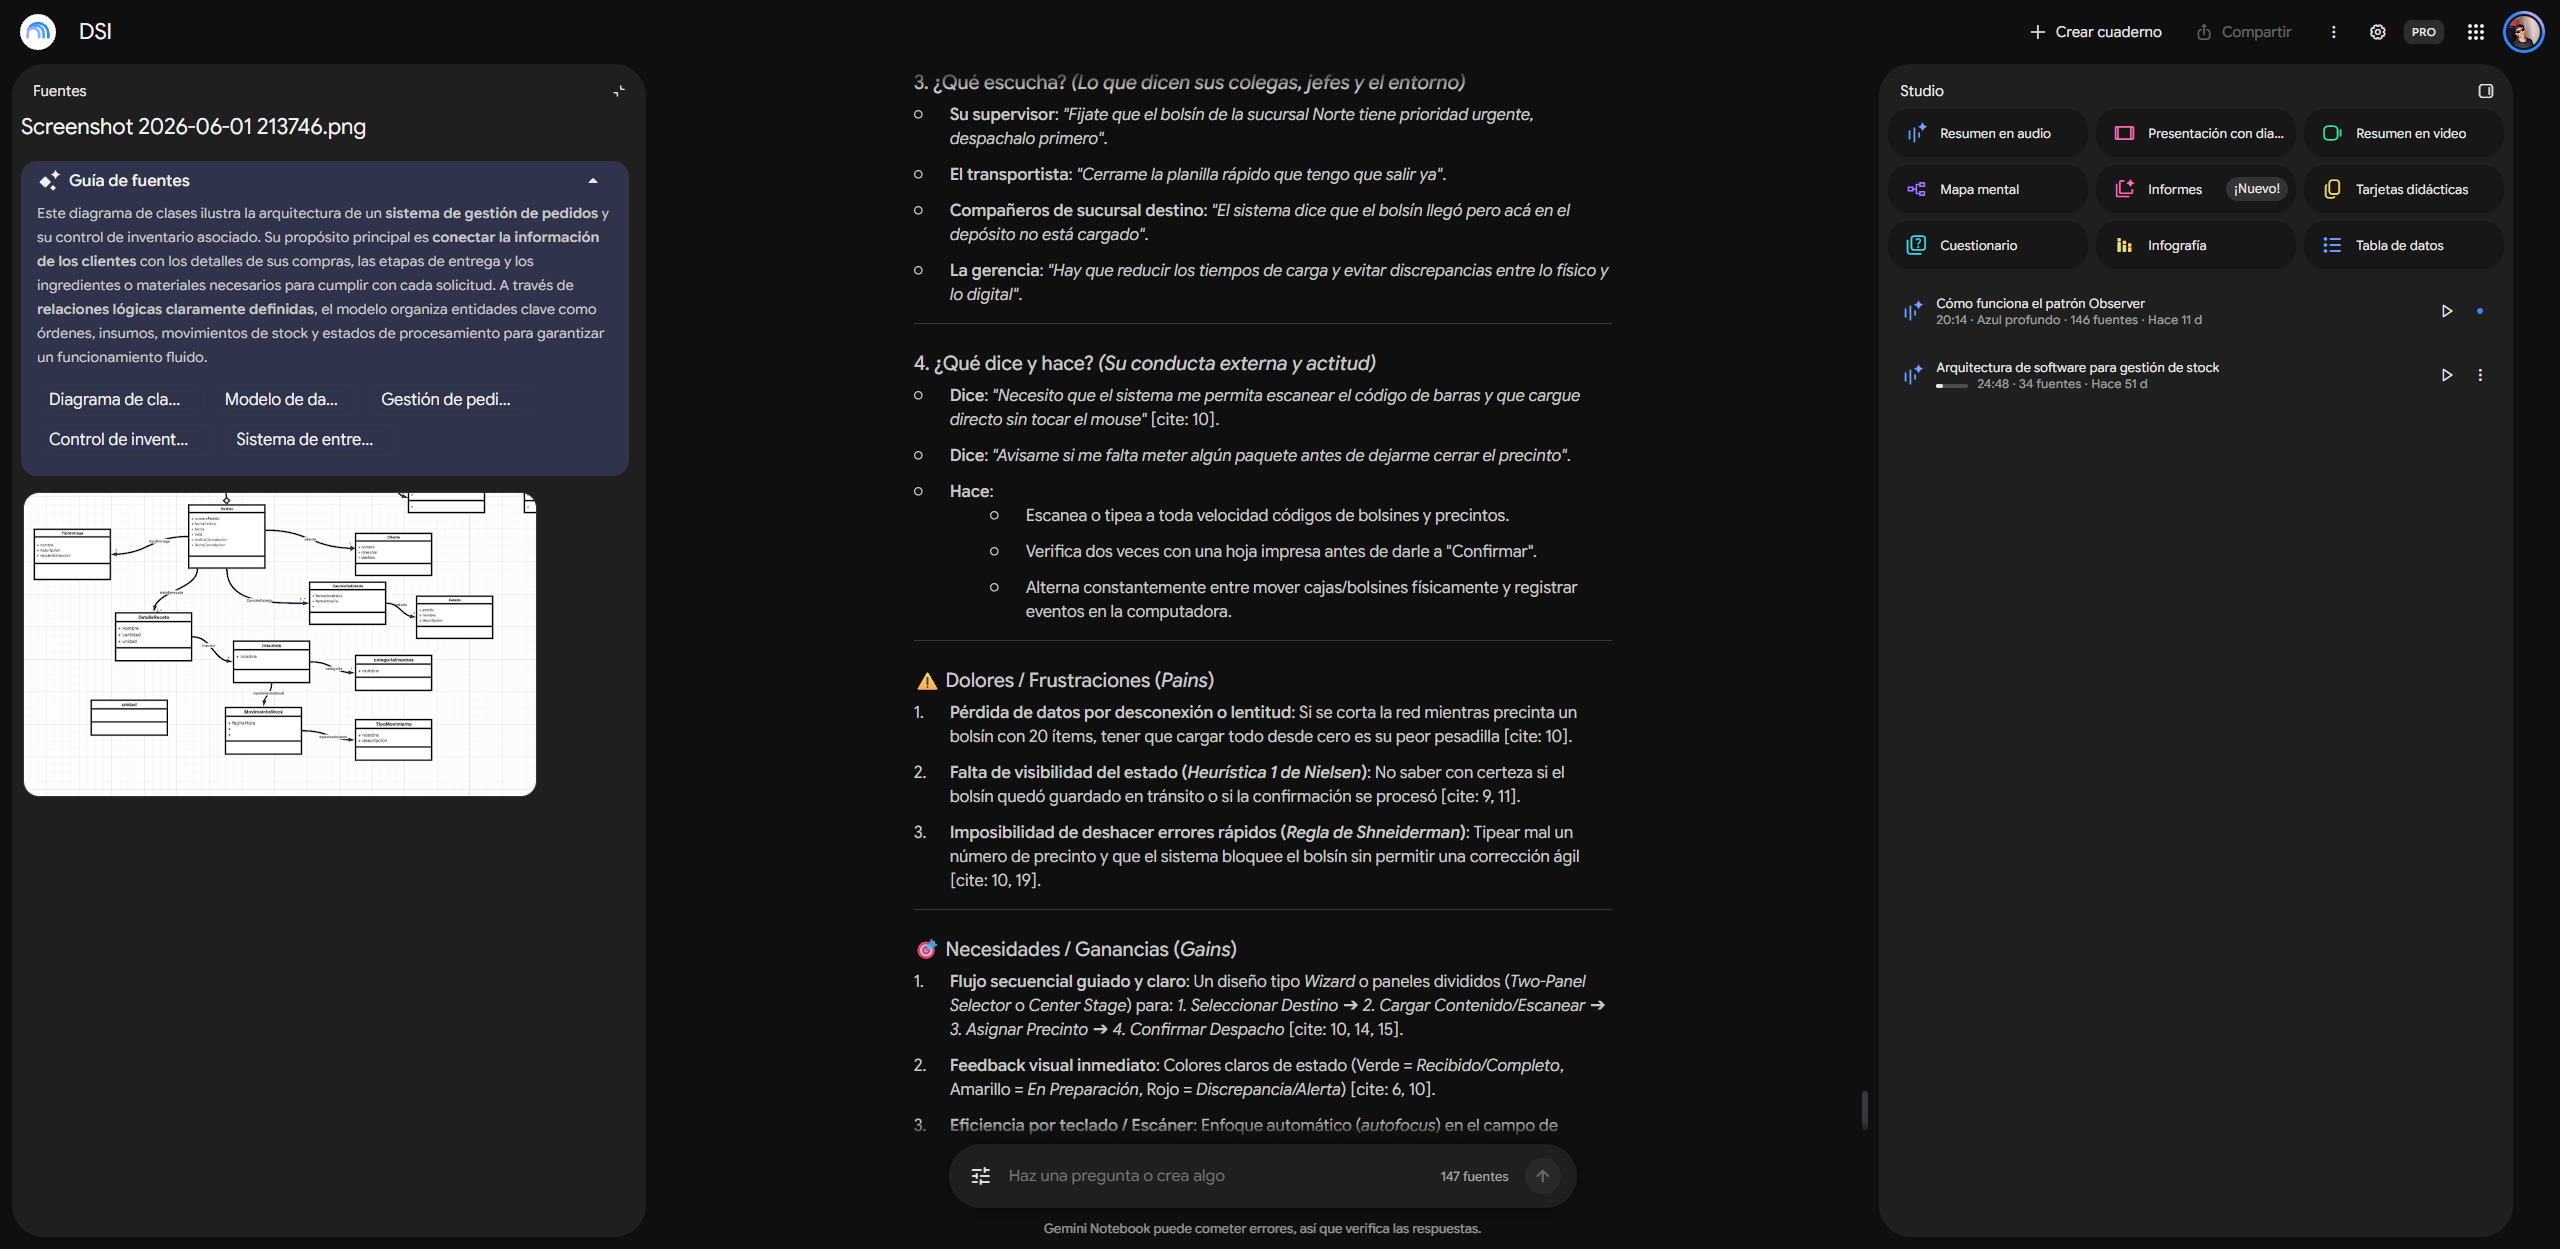 DSI
Crear cuaderno
Compartir
PRO
Fuentes
Screenshot 2026-06-01 213746.png
Guía de fuentes
Este diagrama de clases ilustra la arquitectura de un sistema de gestión de pedidos y
su control de inventario asociado. Su propósito principal es conectar la información
de los clientes con los detalles de sus compras, las etapas de entrega y los
ingredientes o materiales necesarios para cumplir con cada solicitud. A través de
relaciones lógicas claramente definidas, el modelo organiza entidades clave como
órdenes, insumos, movimientos de stock y estados de procesamiento para garantizar
un funcionamiento fluido.
Diagrama de cla...
Modelo de da...
Gestión de pedi...
Control de invent...
Sistema de entre...
Pedido
TipoEntrega
+ nombre
+ descripcion
Cliente
+ nombre
+ direccion
Estado
+ nombre
+ descripcion
DetalleReceta
+ nombre
+ cantidad
+ unidad
Insumos
+ nombre
categoriaInsumos
+ nombre
unidad
+ fechaHora
TipoMovimiento
+ nombre
+ descripcion
3. ¿Qué escucha? (Lo que dicen sus colegas, jefes y el entorno)
Su supervisor: "Fijate que el bolsín de la sucursal Norte tiene prioridad urgente,
despachalo primero".
El transportista: "Cerrame la planilla rápido que tengo que salir ya".
Compañeros de sucursal destino: "El sistema dice que el bolsín llegó pero acá en el
depósito no está cargado".
La gerencia: "Hay que reducir los tiempos de carga y evitar discrepancias entre lo físico y
lo digital".
4. ¿Qué dice y hace? (Su conducta externa y actitud)
Dice: "Necesito que el sistema me permita escanear el código de barras y que cargue
directo sin tocar el mouse" [cite: 10].
Dice: "Avisame si me falta meter algún paquete antes de dejarme cerrar el precinto".
Hace:
Escanea o tipea a toda velocidad códigos de bolsines y precintos.
Verifica dos veces con una hoja impresa antes de darle a "Confirmar".
Alterna constantemente entre mover cajas/bolsines físicamente y registrar
eventos en la computadora.
Dolores / Frustraciones (Pains)
1. Pérdida de datos por desconexión o lentitud: Si se corta la red mientras precinta un
bolsín con 20 ítems, tener que cargar todo desde cero es su peor pesadilla [cite: 10].
2. Falta de visibilidad del estado (Heurística 1 de Nielsen): No saber con certeza si el
bolsín quedó guardado en tránsito o si la confirmación se procesó [cite: 9, 11].
3. Imposibilidad de deshacer errores rápidos (Regla de Shneiderman): Tipear mal un
número de precinto y que el sistema bloquee el bolsín sin permitir una corrección ágil
[cite: 10, 19].
Necesidades / Ganancias (Gains)
1. Flujo secuencial guiado y claro: Un diseño tipo Wizard o paneles divididos (Two-Panel
Selector o Center Stage) para: 1. Seleccionar Destino → 2. Cargar Contenido/Escanear →
3. Asignar Precinto → 4. Confirmar Despacho [cite: 10, 14, 15].
2. Feedback visual inmediato: Colores claros de estado (Verde = Recibido/Completo,
Amarillo = En Preparación, Rojo = Discrepancia/Alerta) [cite: 6, 10].
3. Eficiencia por teclado / Escáner: Enfoque automático (autofocus) en el campo de
Haz una pregunta o crea algo
147 fuentes
Gemini Notebook puede cometer errores, así que verifica las respuestas.
Studio
Resumen en audio
Presentación con dia...
Resumen en video
Mapa mental
Informes
¡Nuevo!
Tarjetas didácticas
Cuestionario
Infografía
Tabla de datos
Cómo funciona el patrón Observer
20:14 · Azul profundo · 146 fuentes · Hace 11 d
Arquitectura de software para gestión de stock
24:48 · 34 fuentes · Hace 51 d